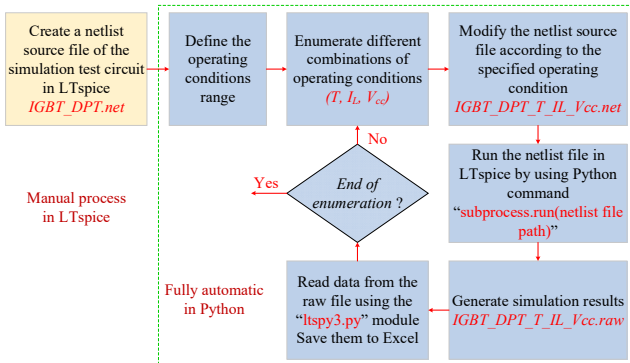 Create a netlist
source file of the
simulation test circuit
in LTspice
IGBT_DPT.net
Define the
operating
conditions
range
Enumerate different
combinations of
operating conditions
(T, I_L, V_cc)
Modify the netlist source
file according to the
specified operating
condition
IGBT_DPT_T_IL_Vcc.net
Run the netlist file in
LTspice by using Python
command
“subprocess.run(netlist file
path)”
Generate simulation results
IGBT_DPT_T_IL_Vcc.raw
Read data from the
raw file using the
“ltspy3.py” module
Save them to Excel
End of
enumeration ?
No
Yes
Manual process
in LTspice
Fully automatic
in Python